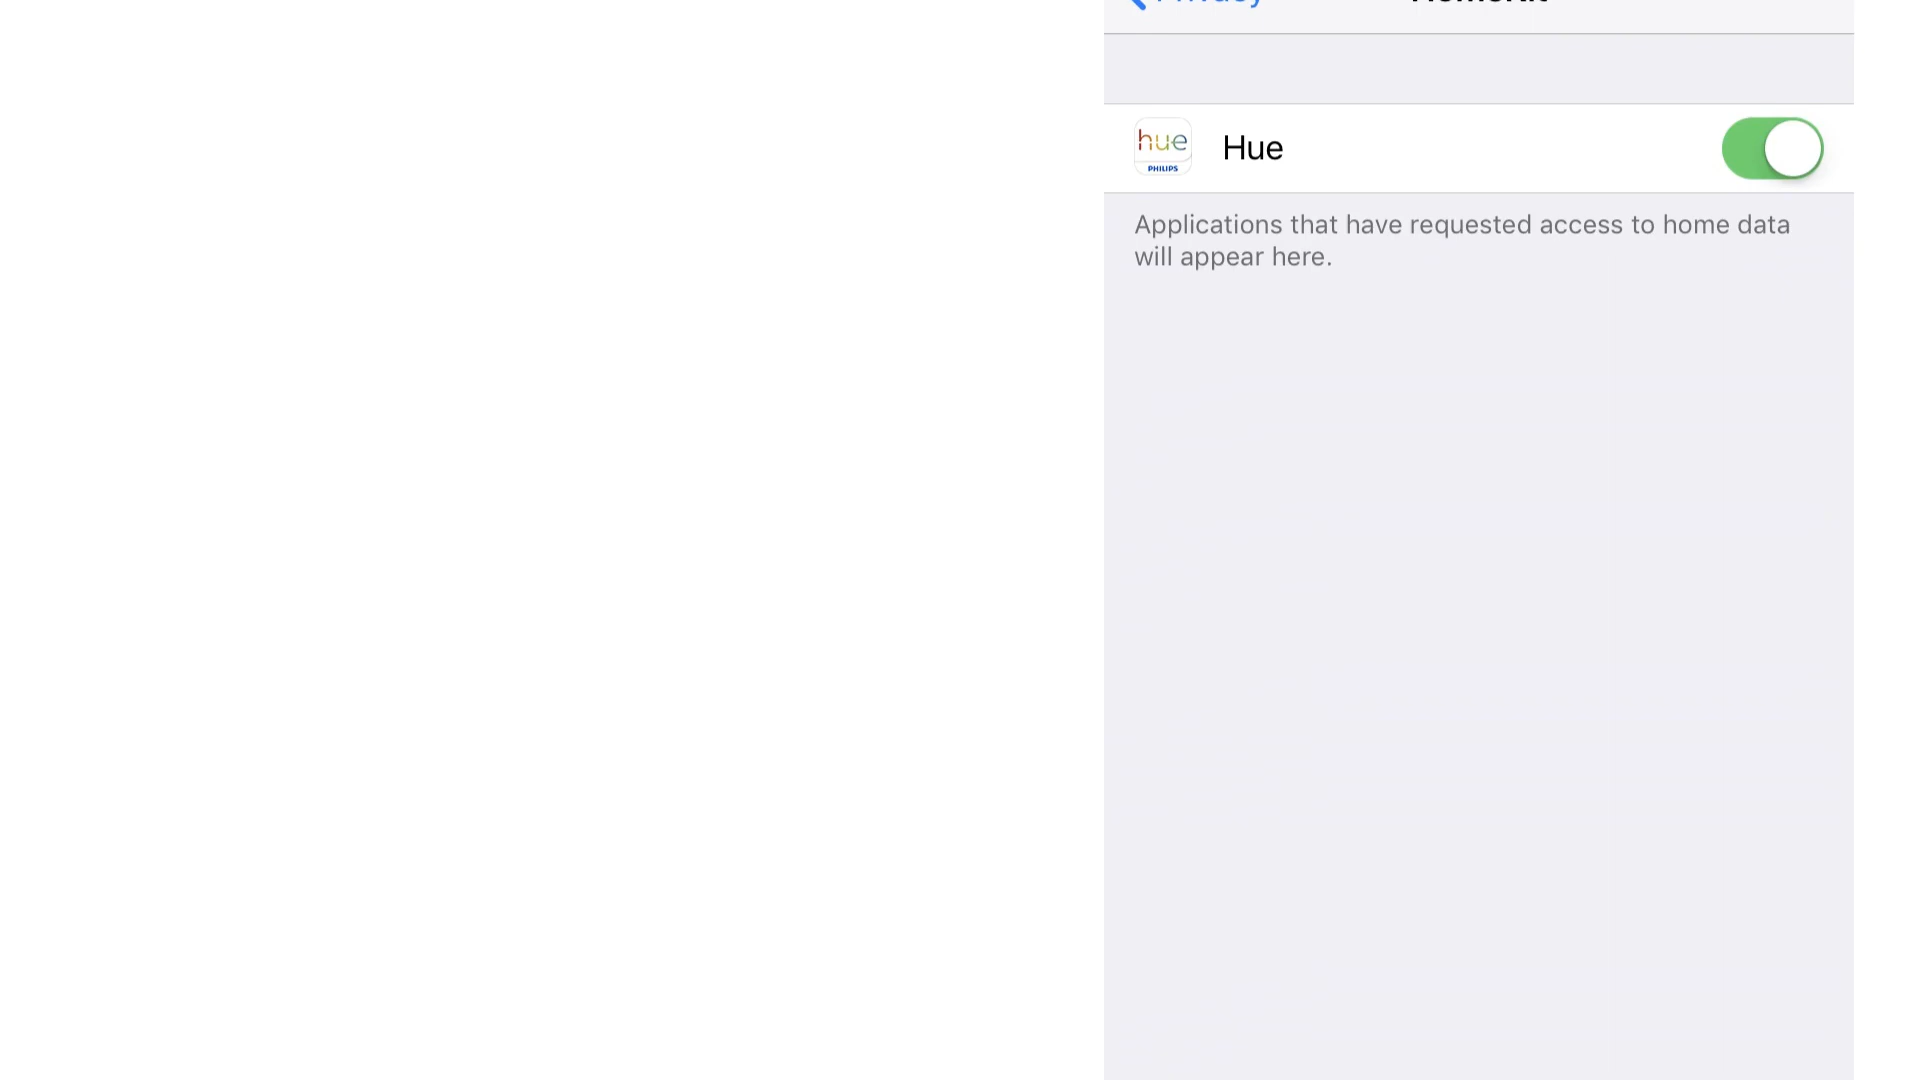 Privacy HomeKit
hue
PHILIPS
Hue
Applications that have requested access to home data
will appear here.